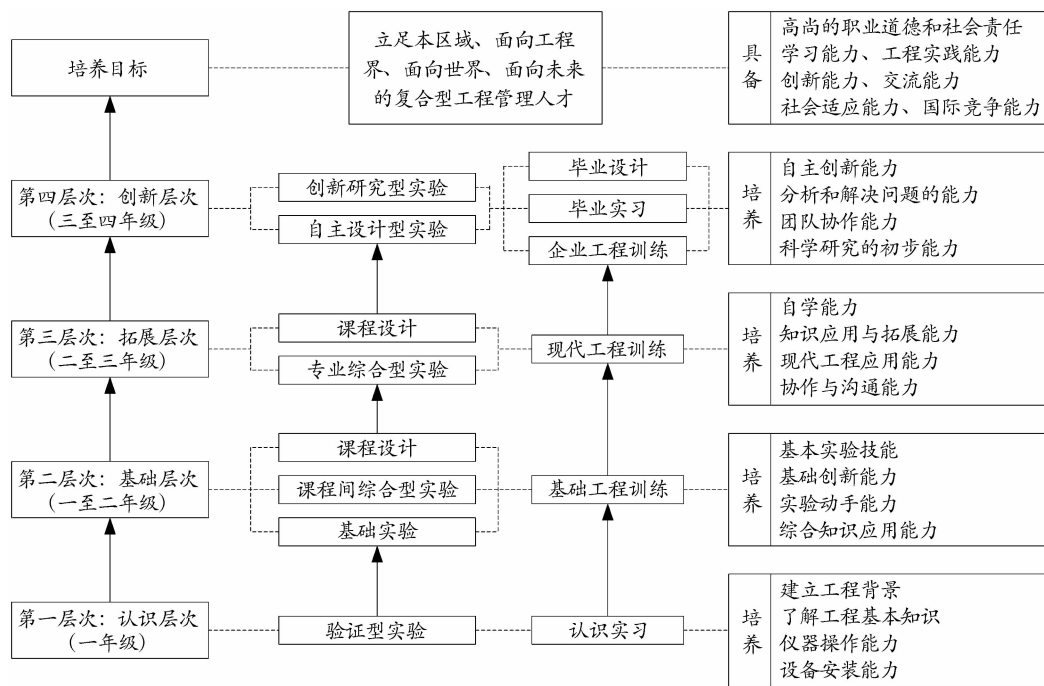 培养目标
立足本区域、面向工程
界、面向世界、面向未来
的复合型工程管理人才
具备
高尚的职业道德和社会责任
学习能力、工程实践能力
创新能力、交流能力
社会适应能力、国际竞争能力
第四层次：创新层次
(三至四年级)
创新研究型实验
自主设计型实验
毕业设计
毕业实习
企业工程训练
培养
自主创新能力
分析和解决问题的能力
团队协作能力
科学研究的初步能力
第三层次：拓展层次
(二至三年级)
课程设计
专业综合型实验
现代工程训练
培养
自学能力
知识应用与拓展能力
现代工程应用能力
协作与沟通能力
第二层次：基础层次
(一至二年级)
课程设计
课程间综合型实验
基础实验
基础工程训练
培养
基本实验技能
基础创新能力
实验动手能力
综合知识应用能力
第一层次：认识层次
(一年级)
验证型实验
认识实习
培养
建立工程背景
了解工程基本知识
仪器操作能力
设备安装能力